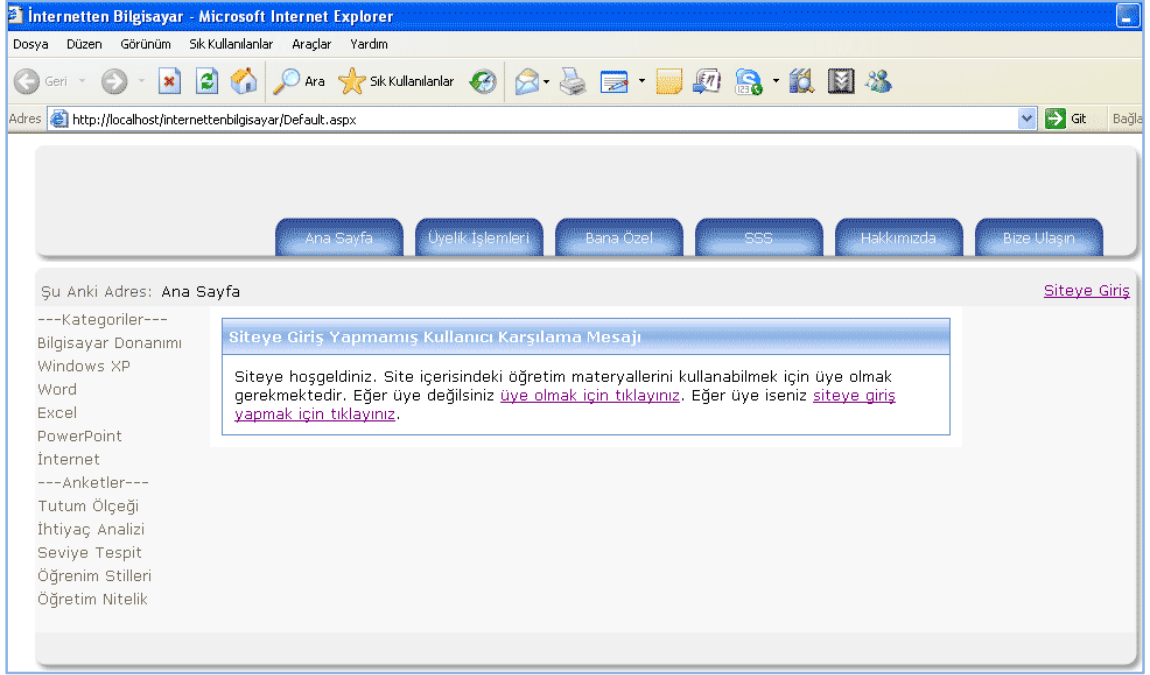 İnternetten Bilgisayar - Microsoft Internet Explorer
Dosya Düzen Görünüm Sık Kullanılanlar Araçlar Yardım
Geri Ara Sık Kullanılanlar
Adres http://localhost/internettenbilgisayar/Default.aspx Git Bağla
Ana Sayfa Üyelik İşlemleri Bana Özel SSS Hakkımızda Bize Ulaşın
Şu Anki Adres: Ana Sayfa Siteye Giriş
---Kategoriler---
Bilgisayar Donanımı
Windows XP
Word
Excel
PowerPoint
İnternet
---Anketler---
Tutum Ölçeği
İhtiyaç Analizi
Seviye Tespit
Öğrenim Stilleri
Öğretim Nitelik
Siteye Giriş Yapmamış Kullanıcı Karşılama Mesajı
Siteye hoşgeldiniz. Site içerisindeki öğretim materyallerini kullanabilmek için üye olmak
gerekmektedir. Eğer üye değilsiniz üye olmak için tıklayınız. Eğer üye iseniz siteye giriş
yapmak için tıklayınız.